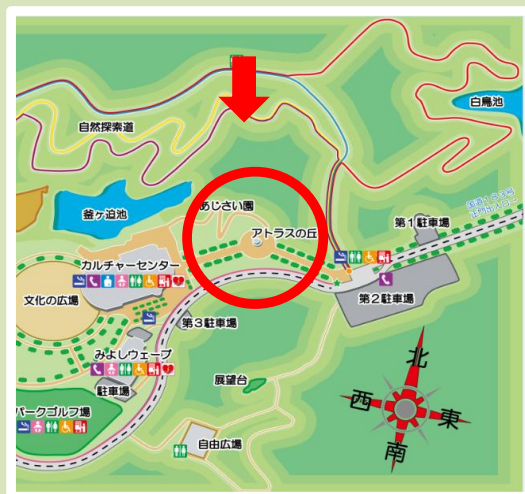 白鳥池
自然探索道
釜ヶ迫池
あじさい園
アトラスの丘
第1駐車場
カルチャーセンター
文化の広場
第2駐車場
第3駐車場
みよしウェーブ
駐車場
展望台
パークゴルフ場
自由広場
北
西
東
南